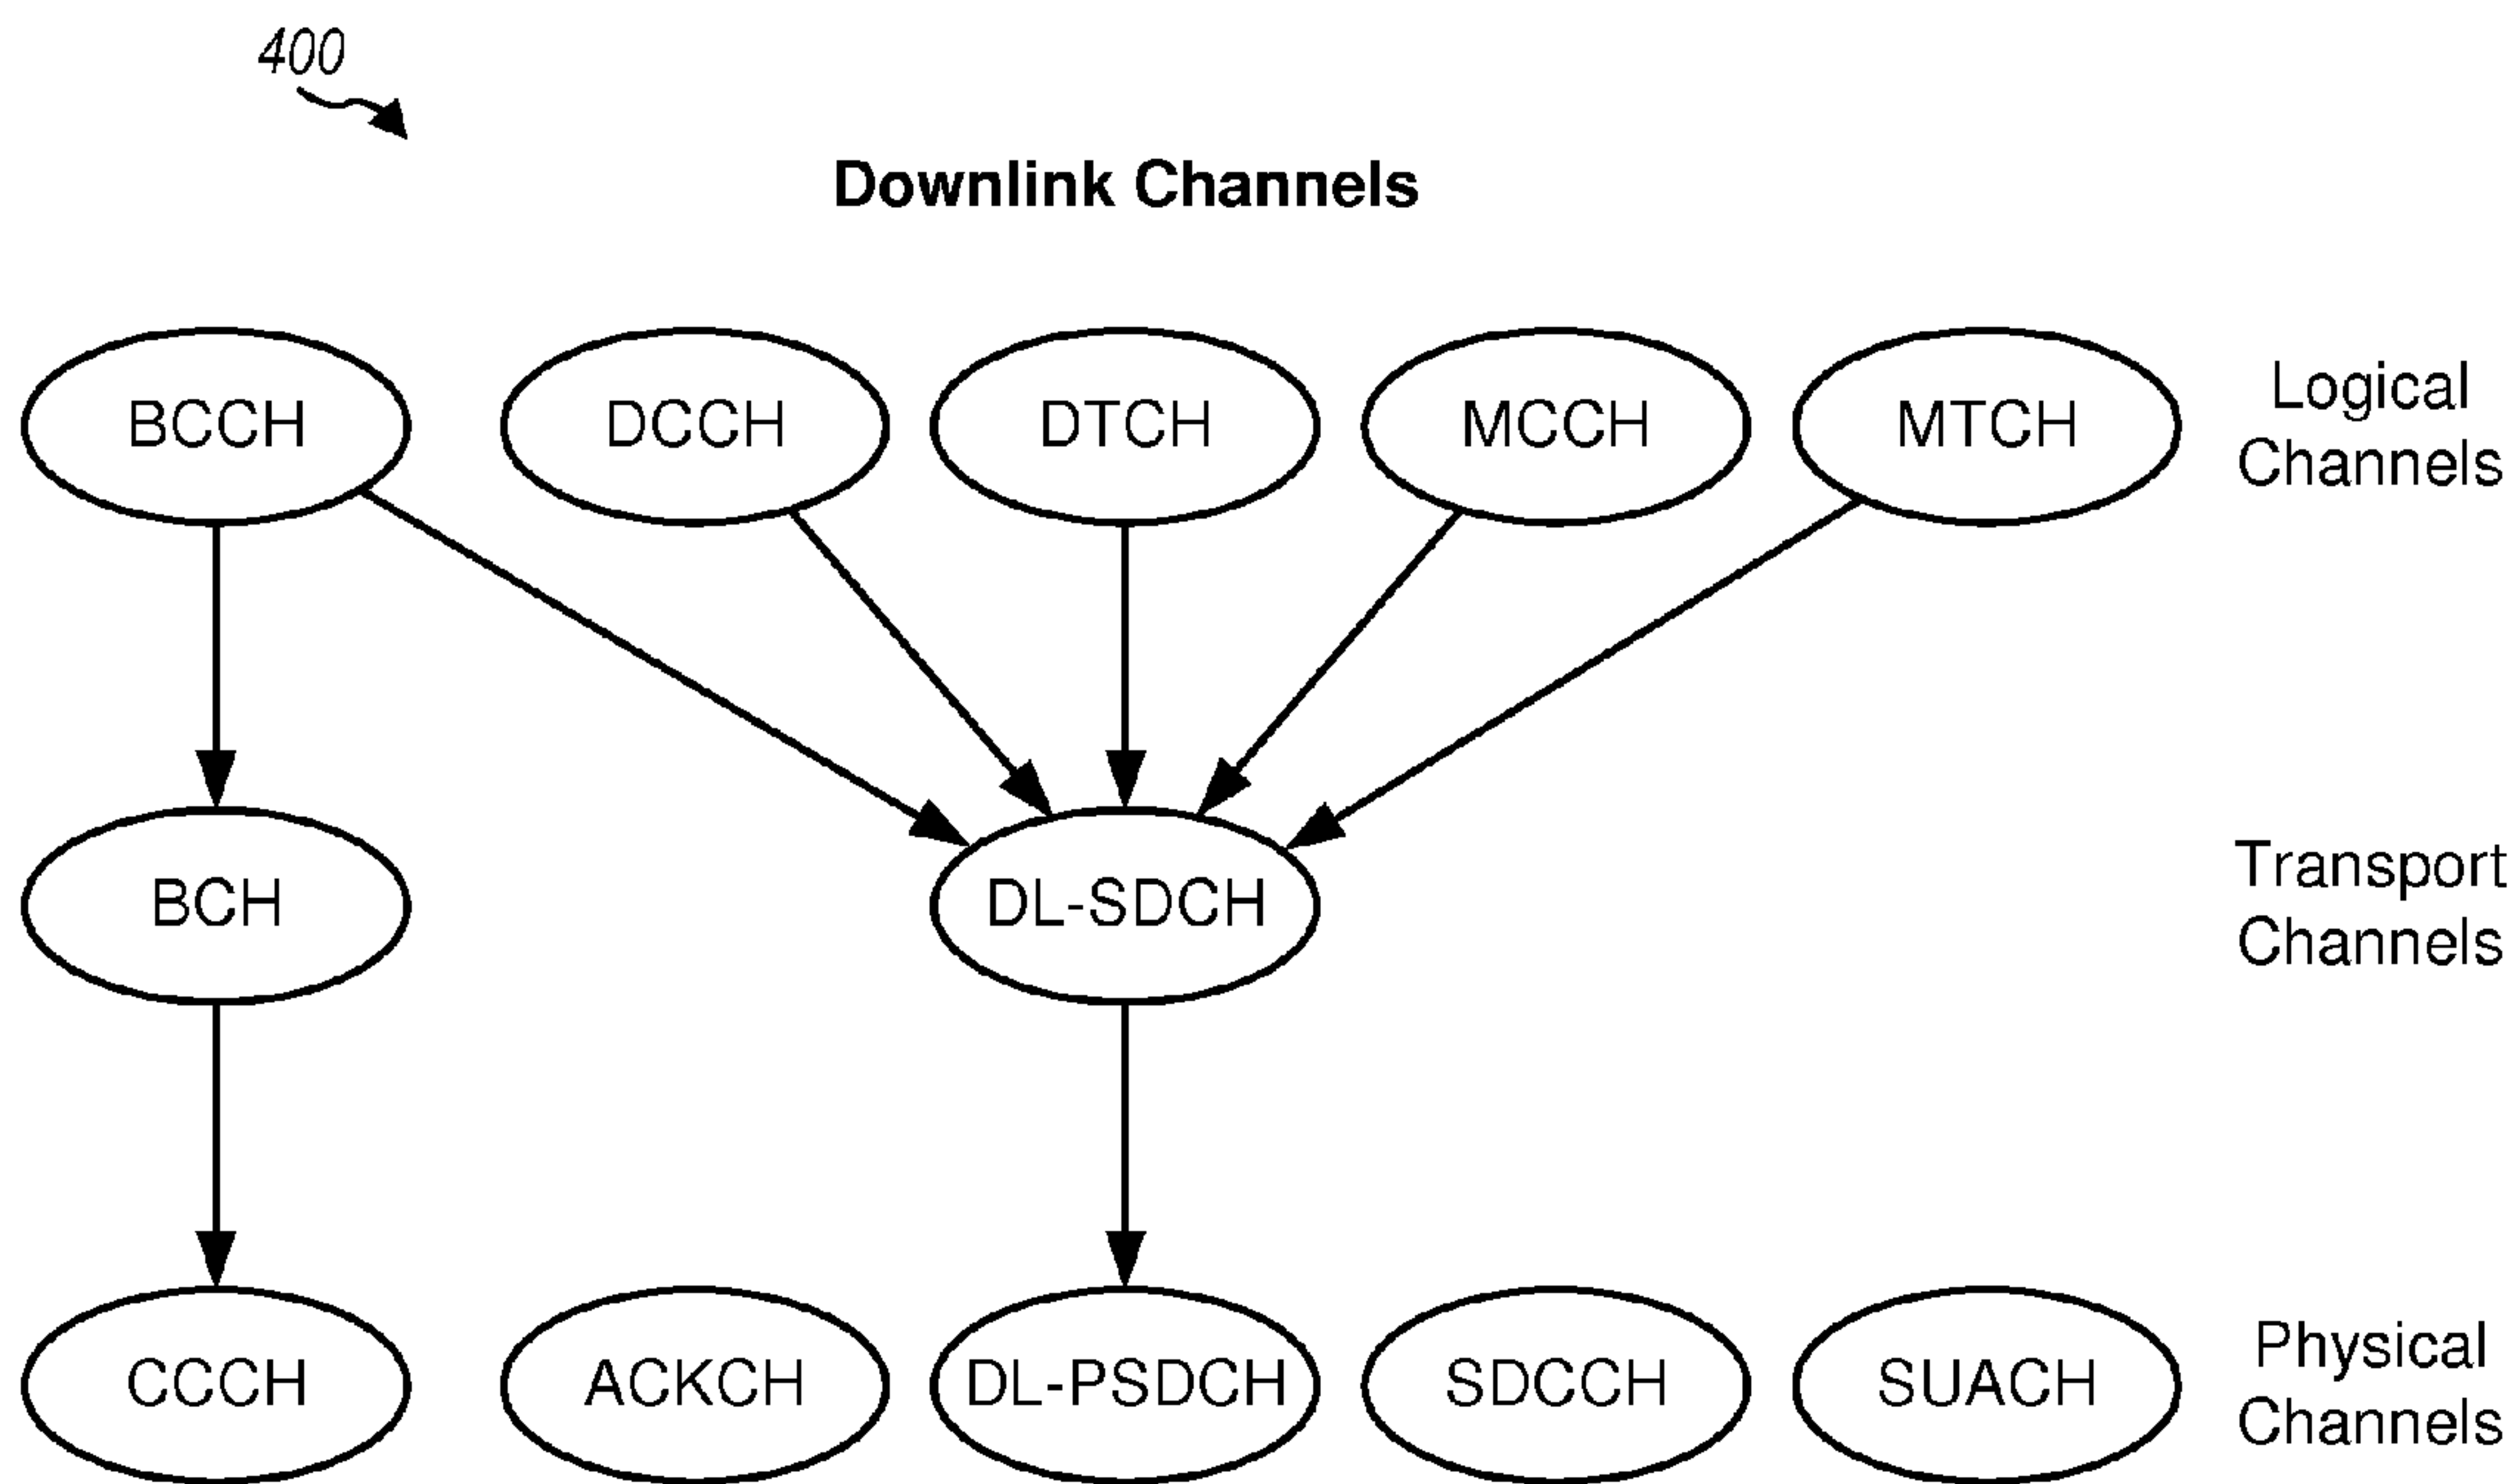 400
Downlink Channels
BCCH
DCCH
DTCH
MCCH
MTCH
Logical
Channels
BCH
DL-SDCH
Transport
Channels
CCCH
ACKCH
DL-PSDCH
SDCCH
SUACH
Physical
Channels